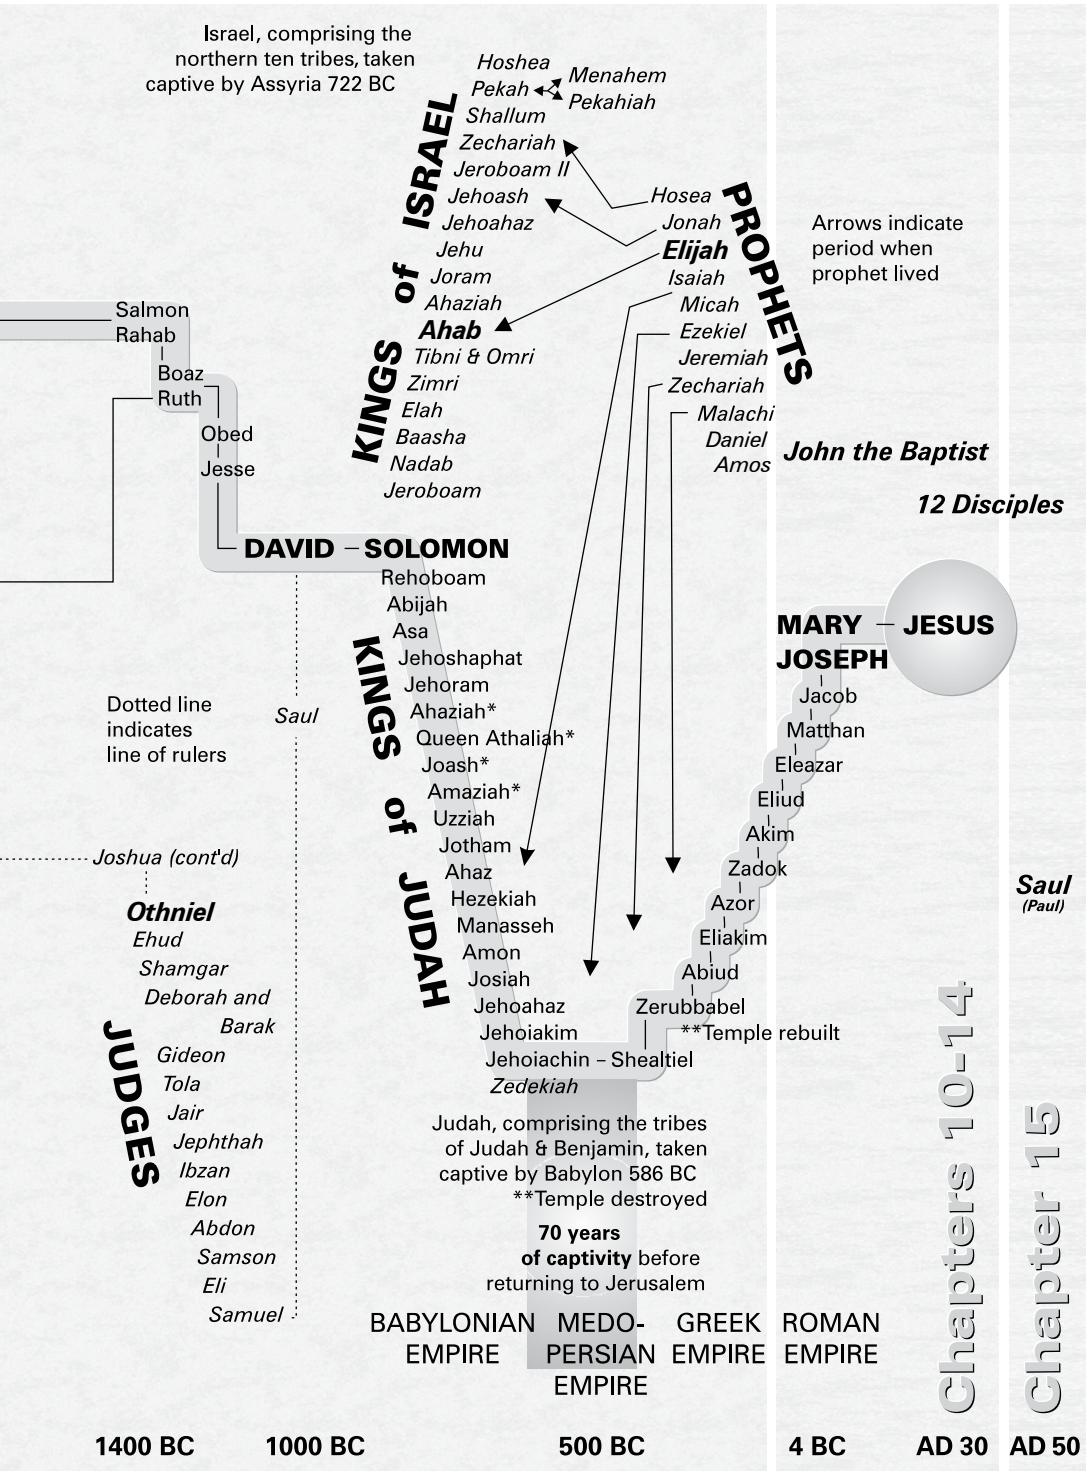 Israel, comprising the
northern ten tribes, taken
captive by Assyria 722 BC
KINGS of ISRAEL
Hoshea
Pekah
Menahem
Pekahiah
Shallum
Zechariah
Jeroboam II
Jehoash
Jehoahaz
Jehu
Joram
Ahaziah
Ahab
Tibni & Omri
Zimri
Elah
Baasha
Nadab
Jeroboam
PROPHETS
Hosea
Jonah
Elijah
Isaiah
Micah
Ezekiel
Jeremiah
Zechariah
Malachi
Daniel
Amos
Arrows indicate
period when
prophet lived
John the Baptist
12 Disciples
Salmon
Rahab
Boaz
Ruth
Obed
Jesse
DAVID – SOLOMON
Rehoboam
Abijah
Asa
Jehoshaphat
Jehoram
Ahaziah*
Queen Athaliah*
Joash*
Amaziah*
Uzziah
Jotham
Ahaz
Hezekiah
Manasseh
Amon
Josiah
Jehoahaz
Jehoiakim
Jehoiachin – Shealtiel
Zedekiah
KINGS of JUDAH
Dotted line
indicates
line of rulers
Saul
Joshua (cont'd)
Othniel
Ehud
Shamgar
Deborah and
Barak
Gideon
Tola
Jair
Jephthah
Ibzan
Elon
Abdon
Samson
Eli
Samuel
JUDGES
MARY – JESUS
JOSEPH
Jacob
Matthan
Eleazar
Eliud
Akim
Zadok
Azor
Eliakim
Abiud
Zerubbabel
**Temple rebuilt
Saul
(Paul)
Judah, comprising the tribes
of Judah & Benjamin, taken
captive by Babylon 586 BC
**Temple destroyed
70 years
of captivity before
returning to Jerusalem
BABYLONIAN
EMPIRE
MEDO-
PERSIAN
EMPIRE
GREEK
EMPIRE
ROMAN
EMPIRE
Chapters 10-14
Chapter 15
1400 BC
1000 BC
500 BC
4 BC
AD 30
AD 50